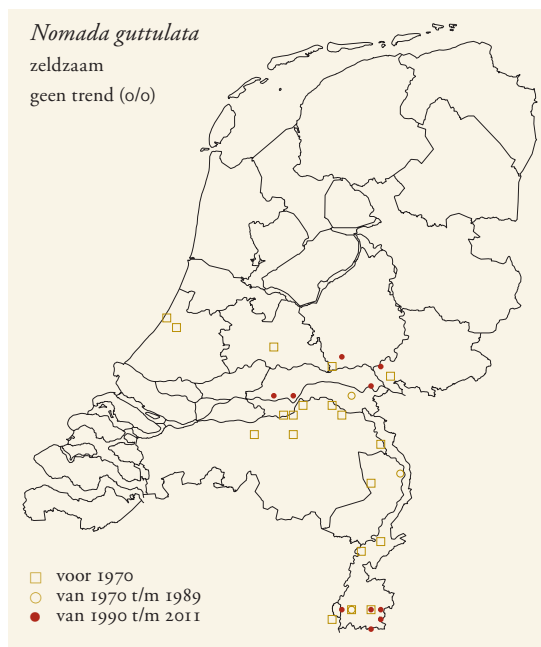 Nomada guttulata
zeldzaam
geen trend (0/0)
voor 1970
van 1970 t/m 1989
van 1990 t/m 2011